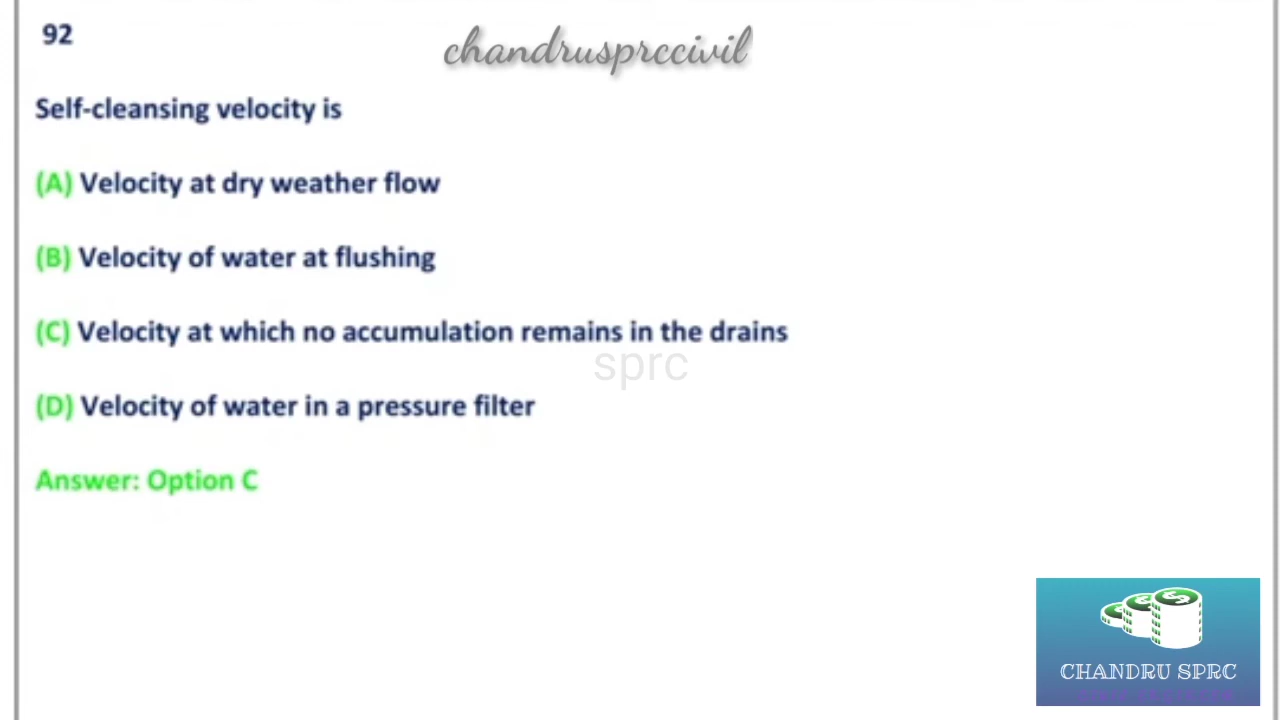 92
chandrusprccivil
Self-cleansing velocity is
(A) Velocity at dry weather flow
(B) Velocity of water at flushing
(C) Velocity at which no accumulation remains in the drains
sprc
(D) Velocity of water in a pressure filter
Answer: Option C
CHANDRU SPRC